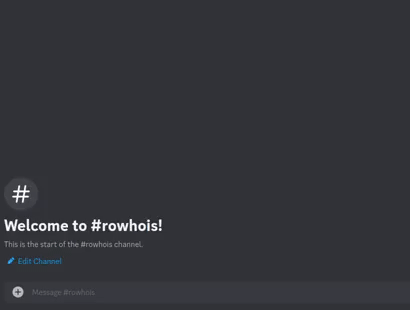 #
Welcome to #rowhois!
This is the start of the #rowhois channel.
Edit Channel
Message #rowhois